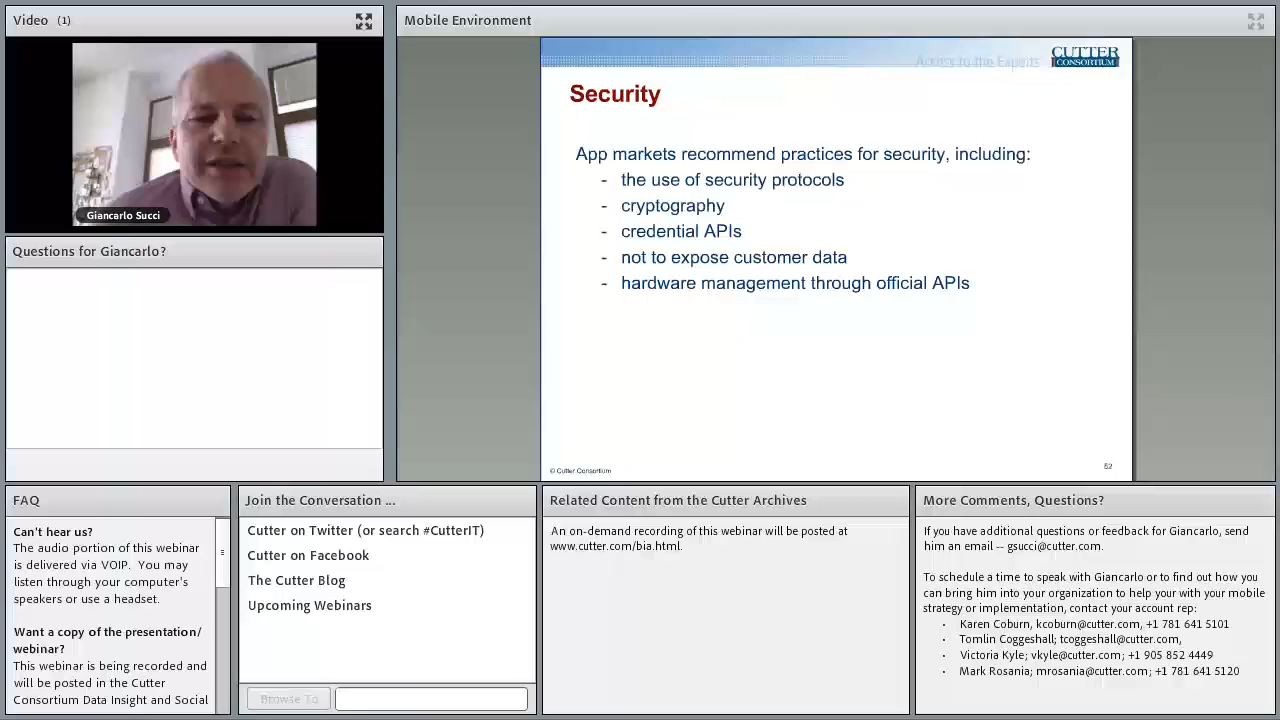 Video (1)
Giancarlo Succi
Questions for Giancarlo?
Mobile Environment
Access to the Experts
CUTTER
CONSORTIUM
Security
App markets recommend practices for security, including:
- the use of security protocols
- cryptography
- credential APIs
- not to expose customer data
- hardware management through official APIs
© Cutter Consortium
52
FAQ
Can't hear us?
The audio portion of this webinar
is delivered via VOIP. You may
listen through your computer's
speakers or use a headset.
Want a copy of the presentation/
webinar?
This webinar is being recorded and
will be posted in the Cutter
Consortium Data Insight and Social
Join the Conversation ...
Cutter on Twitter (or search #CutterIT)
Cutter on Facebook
The Cutter Blog
Upcoming Webinars
Browse To
Related Content from the Cutter Archives
An on-demand recording of this webinar will be posted at
www.cutter.com/bia.html.
More Comments, Questions?
If you have additional questions or feedback for Giancarlo, send
him an email -- gsucci@cutter.com.
To schedule a time to speak with Giancarlo or to find out how you
can bring him into your organization to help your with your mobile
strategy or implementation, contact your account rep:
• Karen Coburn, kcoburn@cutter.com, +1 781 641 5101
• Tomlin Coggeshall; tcoggeshall@cutter.com,
• Victoria Kyle; vkyle@cutter.com; +1 905 852 4449
• Mark Rosania; mrosania@cutter.com; +1 781 641 5120